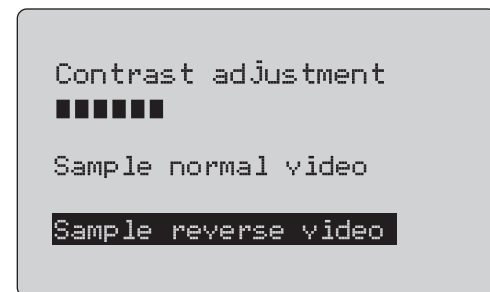 Contrast adjustment
Sample normal video
Sample reverse video